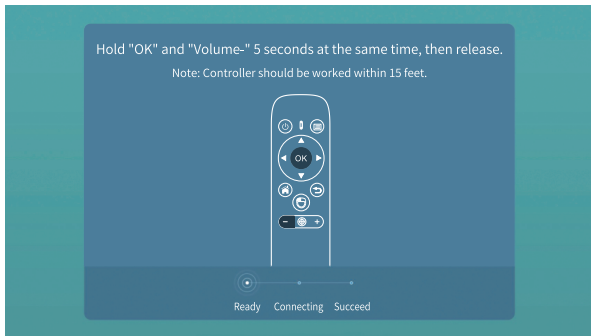 Hold "OK" and "Volume-" 5 seconds at the same time, then release.
Note: Controller should be worked within 15 feet.
OK
- +
Ready Connecting Succeed